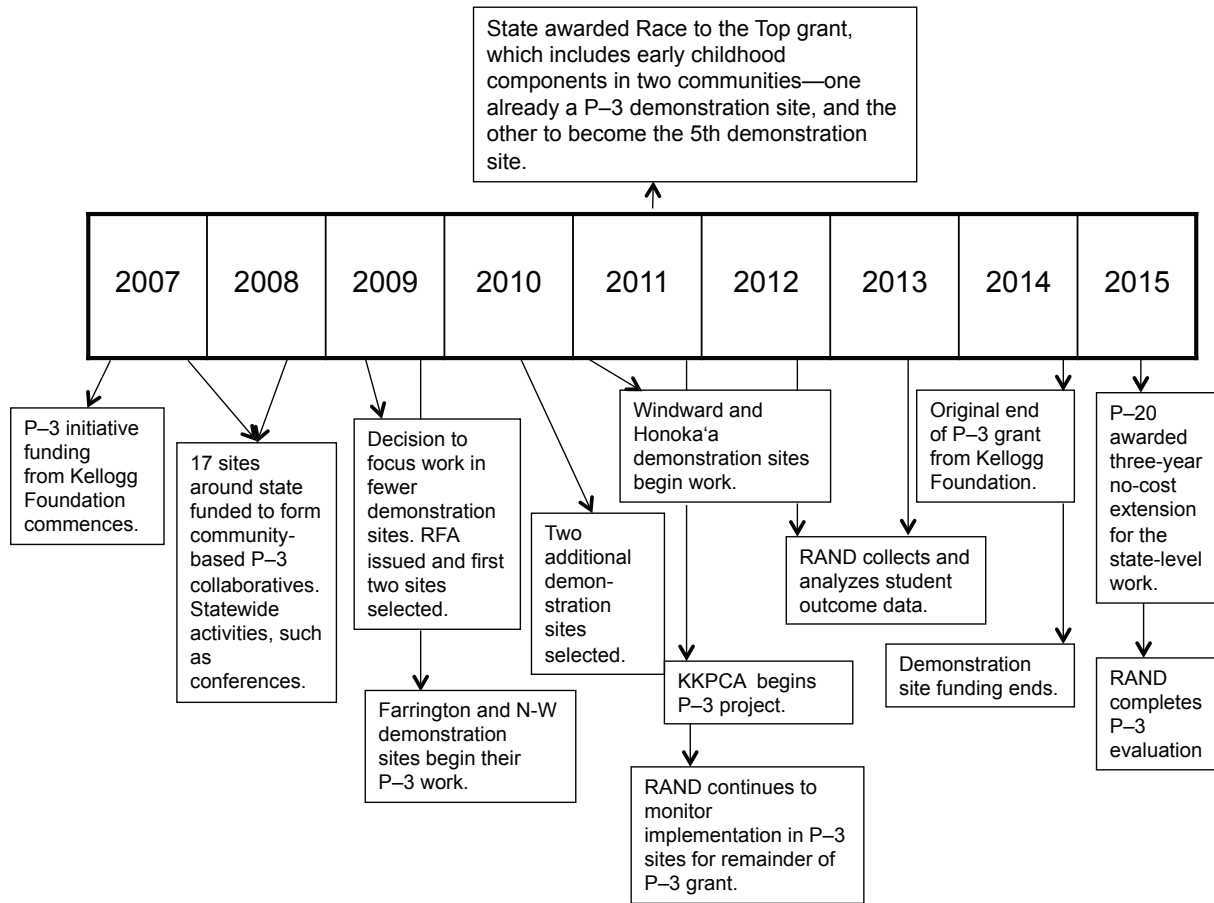 State awarded Race to the Top grant,
which includes early childhood
components in two communities—one
already a P–3 demonstration site, and the
other to become the 5th demonstration
site.
2007
2008
2009
2010
2011
2012
2013
2014
2015
P–3 initiative
funding
from Kellogg
Foundation
commences.
17 sites
around state
funded to form
community-
based P–3
collaboratives.
Statewide
activities, such
as
conferences.
Decision to
focus work in
fewer
demonstration
sites. RFA
issued and first
two sites
selected.
Farrington and N-W
demonstration
sites begin their
P–3 work.
Two
additional
demon-
stration
sites
selected.
Windward and
Honoka‘a
demonstration sites
begin work.
KKPCA begins
P–3 project.
RAND continues to
monitor
implementation in P–3
sites for remainder of
P–3 grant.
RAND collects and
analyzes student
outcome data.
Original end
of P–3 grant
from Kellogg
Foundation.
Demonstration
site funding ends.
P–20
awarded
three-year
no-cost
extension
for the
state-level
work.
RAND
completes
P–3
evaluation